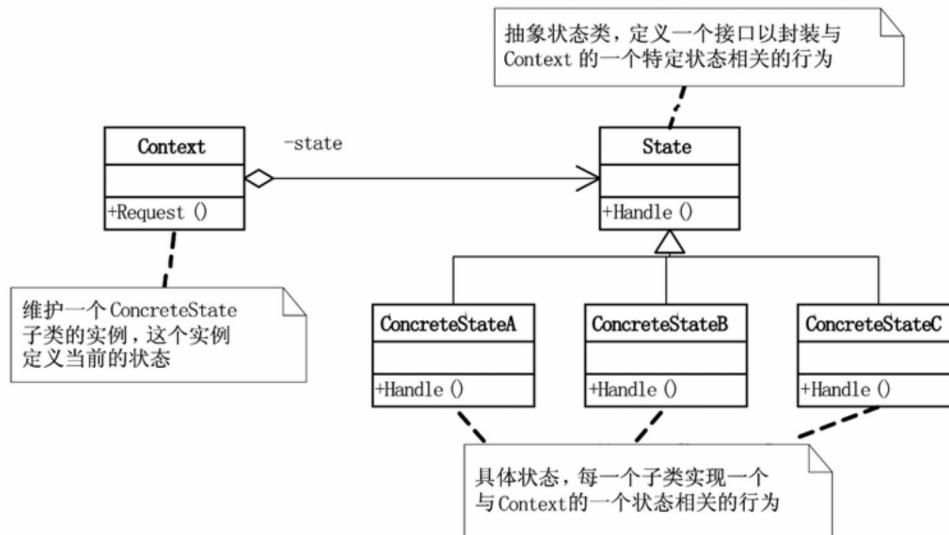 抽象状态类，定义一个接口以封装与
Context 的一个特定状态相关的行为
Context
-state
State
+Request()
+Handle()
维护一个 ConcreteState
子类的实例，这个实例
定义当前的状态
ConcreteStateA
ConcreteStateB
ConcreteStateC
+Handle()
+Handle()
+Handle()
具体状态，每一个子类实现一个
与Context的一个状态相关的行为